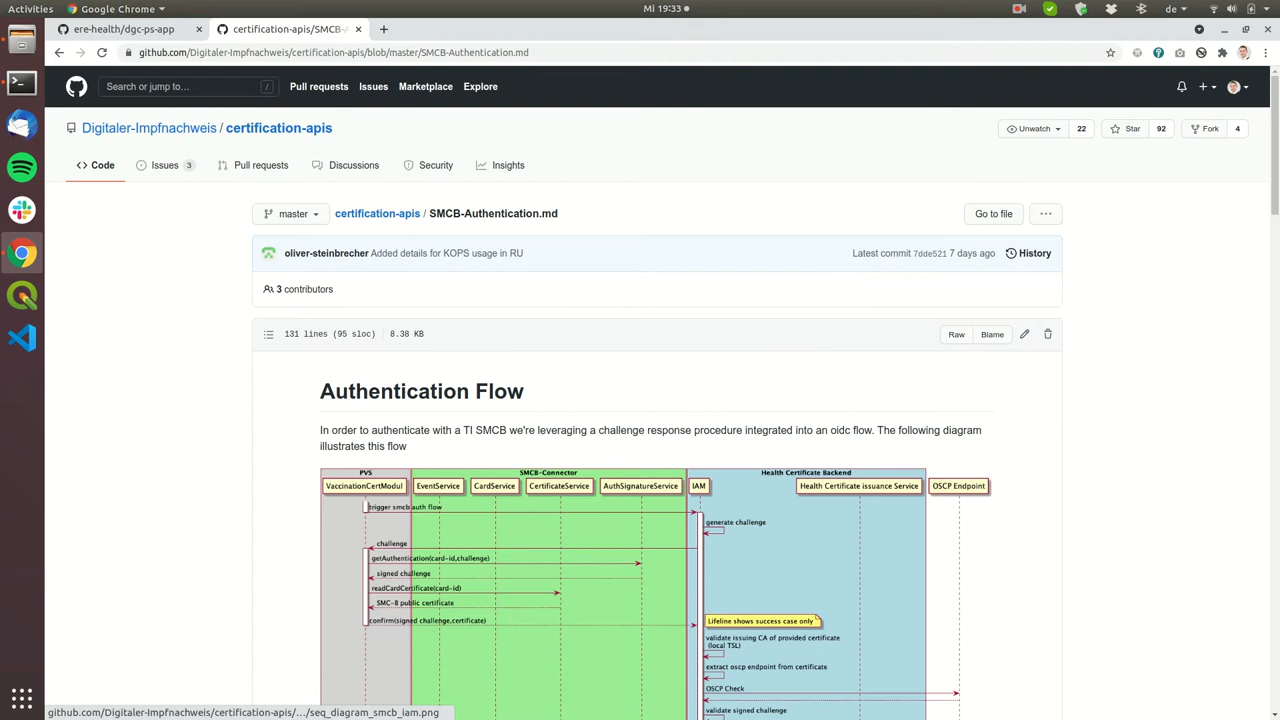 Activities
Google Chrome
Mi 19:33
de
ere-health/dgc-ps-app
certification-apis/SMCB-A
github.com/Digitaler-Impfnachweis/certification-apis/blob/master/SMCB-Authentication.md
Search or jump to…
/
Pull requests
Issues
Marketplace
Explore
Digitaler-Impfnachweis / certification-apis
Unwatch
22
Star
92
Fork
4
Code
Issues 3
Pull requests
Discussions
Security
Insights
master
certification-apis / SMCB-Authentication.md
Go to file
oliver-steinbrecher Added details for KOPS usage in RU
Latest commit 7dde521 7 days ago
History
3 contributors
131 lines (95 sloc)
8.38 KB
Raw
Blame
Authentication Flow
In order to authenticate with a TI SMCB we're leveraging a challenge response procedure integrated into an oidc flow. The following diagram
illustrates this flow
PVS
SMCB-Connector
Health Certificate Backend
VaccinationCertModul
EventService
CardService
CertificateService
AuthSignatureService
IAM
Health Certificate issuance Service
OSCP Endpoint
trigger smcb auth flow
generate challenge
challenge
getAuthentication(card-id,challenge)
signed challenge
readCardCertificate(card-id)
SMC-B public certificate
confirm(signed challenge,certificate)
Lifeline shows success case only
validate issuing CA of provided certificate
(local TSL)
extract oscp endpoint from certificate
OSCP Check
validate signed challenge
github.com/Digitaler-Impfnachweis/certification-apis/…/seq_diagram_smcb_iam.png